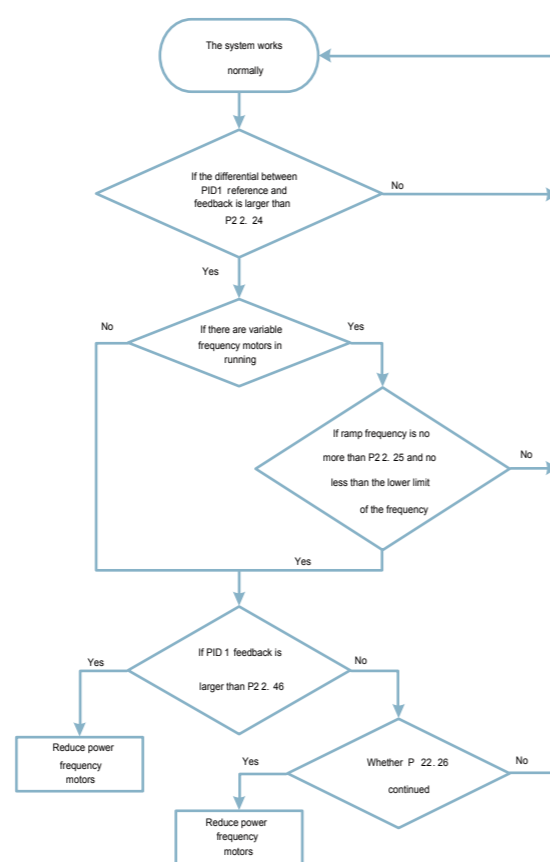 The system works
normally
If the differential between
PID1 reference and
feedback is larger than
P2 2. 24
No
Yes
No
If there are variable
frequency motors in
running
Yes
If ramp frequency is no
more than P2 2. 25 and no
less than the lower limit
of the frequency
No
Yes
Yes
If PID 1 feedback is
larger than P2 2. 46
No
Reduce power
frequency
motors
Yes
Whether P 22. 26
continued
No
Reduce power
frequency
motors